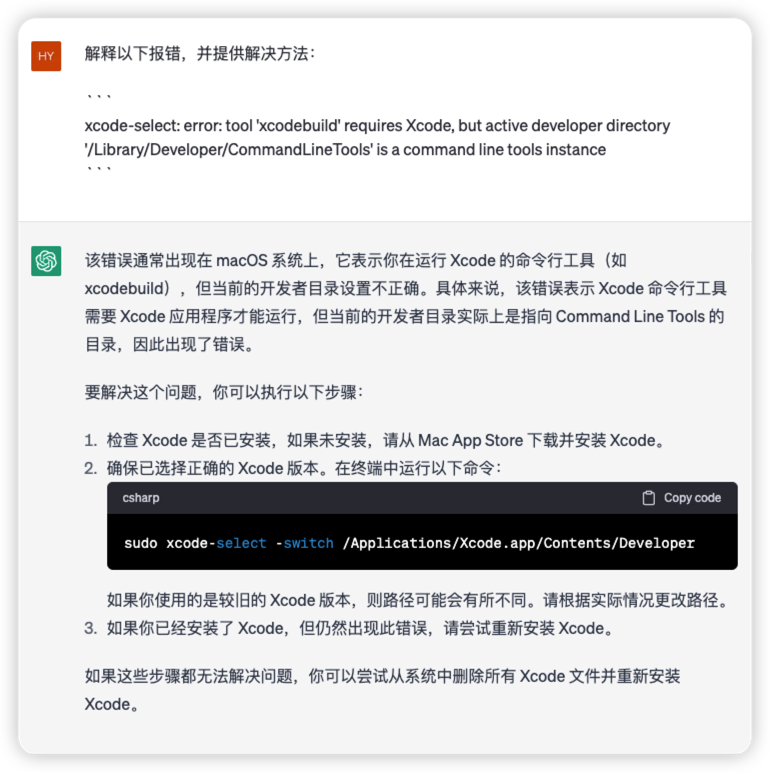 HY
解释以下报错，并提供解决方法：
```
xcode-select: error: tool 'xcodebuild' requires Xcode, but active developer directory
'/Library/Developer/CommandLineTools' is a command line tools instance
```
该错误通常出现在 macOS 系统上，它表示你在运行 Xcode 的命令行工具（如
xcodebuild），但当前的开发者目录设置不正确。具体来说，该错误表示 Xcode 命令行工具
需要 Xcode 应用程序才能运行，但当前的开发者目录实际上是指向 Command Line Tools 的
目录，因此出现了错误。
要解决这个问题，你可以执行以下步骤：
1. 检查 Xcode 是否已安装，如果未安装，请从 Mac App Store 下载并安装 Xcode。
2. 确保已选择正确的 Xcode 版本。在终端中运行以下命令：
csharp Copy code
sudo xcode-select -switch /Applications/Xcode.app/Contents/Developer
如果你使用的是较旧的 Xcode 版本，则路径可能会有所不同。请根据实际情况更改路径。
3. 如果你已经安装了 Xcode，但仍然出现此错误，请尝试重新安装 Xcode。
如果这些步骤都无法解决问题，你可以尝试从系统中删除所有 Xcode 文件并重新安装
Xcode。